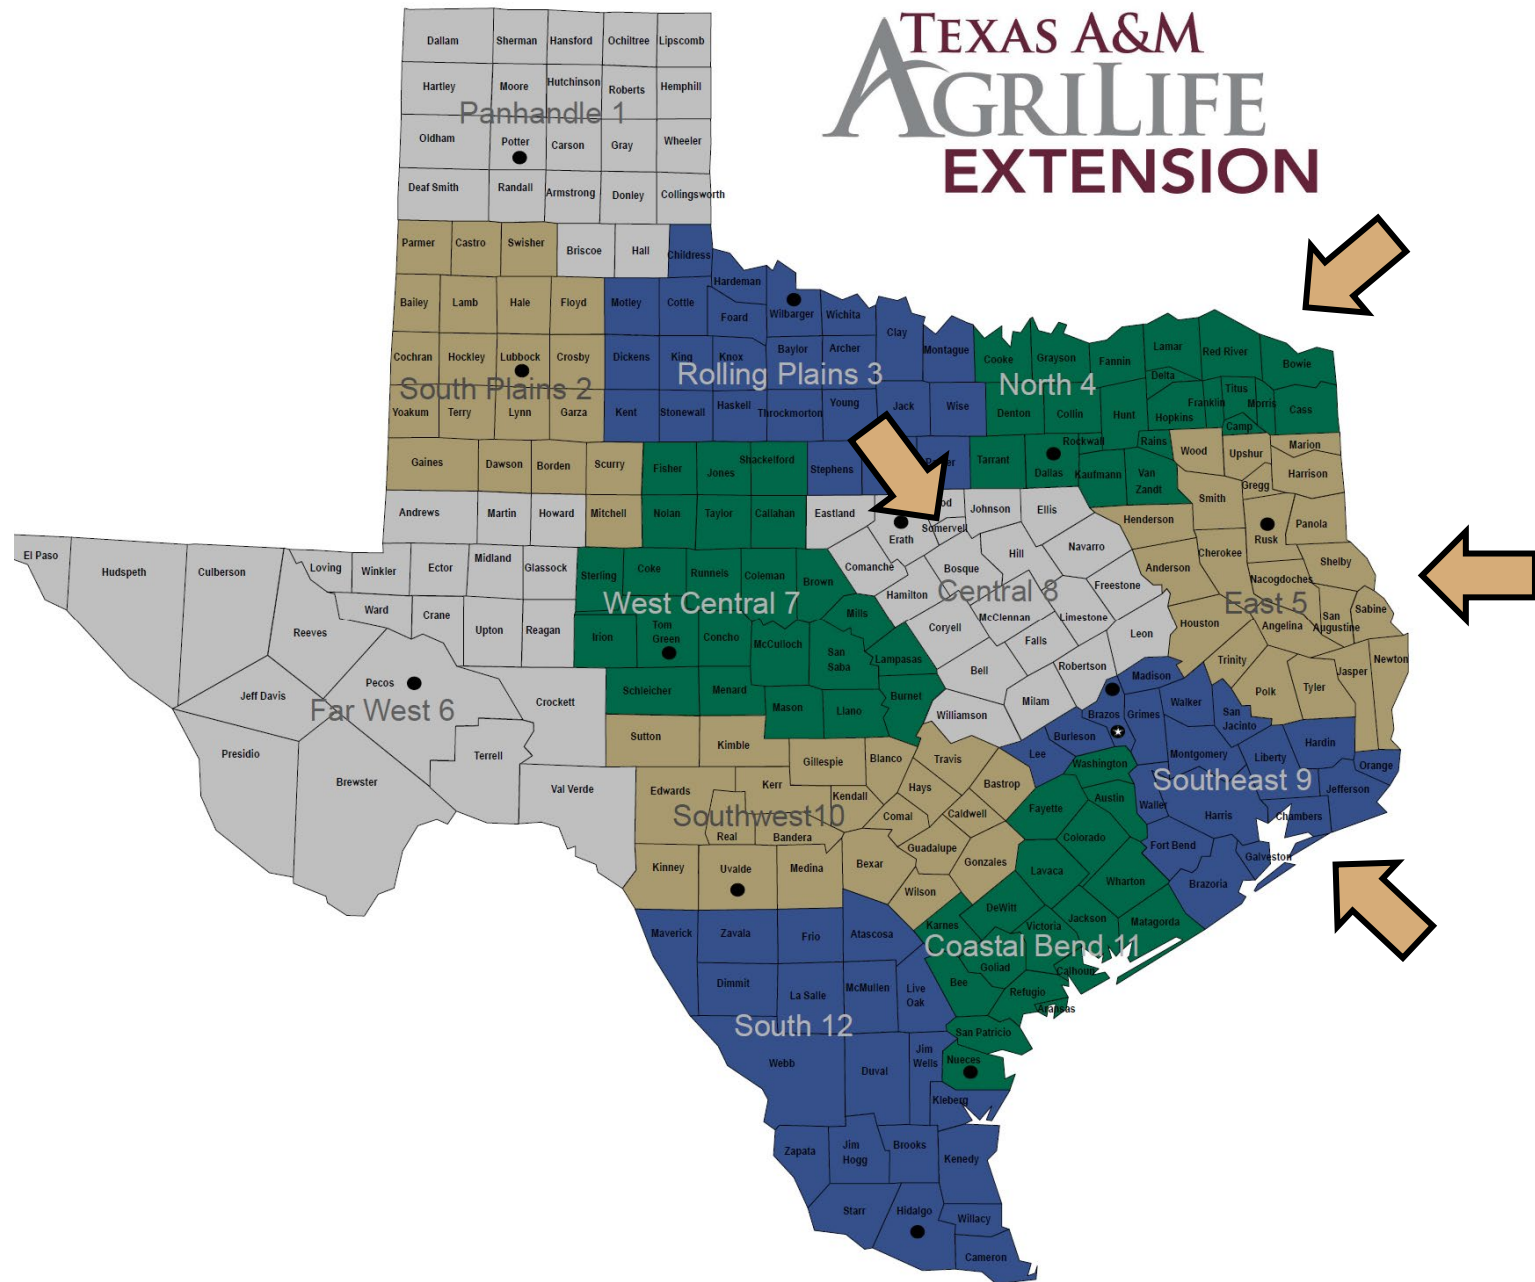 TEXAS A&M
AGRILIFE
EXTENSION
Dallam Sherman Hansford Ochiltree Lipscomb
Hartley Moore Hutchinson Roberts Hemphill
Panhandle 1
Oldham Potter Carson Gray Wheeler
Deaf Smith Randall Armstrong Donley Collingsworth
Parmer Castro Swisher Briscoe Hall Childress
Hardeman
Bailey Lamb Hale Floyd Motley Cottle Foard Wilbarger Wichita Clay
Cochran Hockley Lubbock Crosby Dickens King Knox Baylor Archer Montague Cooke Grayson Fannin Lamar Red River Bowie
South Plains 2
Rolling Plains 3
North 4
Delta Titus
Yoakum Terry Lynn Garza Kent Stonewall Haskell Throckmorton Young Jack Wise Denton Collin Hunt Hopkins Franklin Morris Cass
Camp
Gaines Dawson Borden Scurry Fisher Jones Shackelford Stephens Tarrant Dallas Rockwall Kaufmann Rains Van
Zandt
Wood Upshur Marion
Harrison
Gregg
Smith
Andrews Martin Howard Mitchell Nolan Taylor Callahan Eastland Erath Somervell Johnson Ellis Henderson Rusk Panola
El Paso Hudspeth Culberson Loving Winkler Ector Midland Glassock Sterling Coke Runnels Coleman Brown Comanche Bosque Hill Navarro Anderson Cherokee Shelby
Nacogdoches
West Central 7
Central 8
East 5
Ward Crane Upton Reagan Hamilton Freestone
Reeves Irion Tom
Green
Concho McCulloch Mills San
Saba
Coryell McClennan Limestone Falls Leon Houston Angelina San
Augustine
Sabine
Lampasas Bell Robertson Madison Trinity Jasper Newton
Jeff Davis Pecos Crockett Schleicher Menard Mason Llano Burnet Williamson Milam Brazos Grimes Walker San
Jacinto
Polk Tyler
Far West 6
Presidio Brewster Terrell Val Verde Sutton Kimble Gillespie Blanco Travis Lee Burleson Washington Montgomery Liberty Hardin Orange
Southeast 9
Edwards Kerr Kendall Hays Bastrop Fayette Austin Waller Harris Chambers Jefferson
Southwest10
Real Bandera Comal Caldwell Colorado
Kinney Uvalde Medina Bexar Guadalupe Gonzales Lavaca Wharton Fort Bend Brazoria Galveston
Wilson
Maverick Zavala Frio Atascosa Karnes DeWitt Victoria Jackson Matagorda
Coastal Bend 11
Dimmit La Salle McMullen Live
Oak
Bee Goliad Calhoun
Refugio Aransas
South 12
San Patricio
Webb Duval Jim
Wells
Nueces
Kleberg
Zapata Jim
Hogg
Brooks Kenedy
Starr Hidalgo Willacy
Cameron